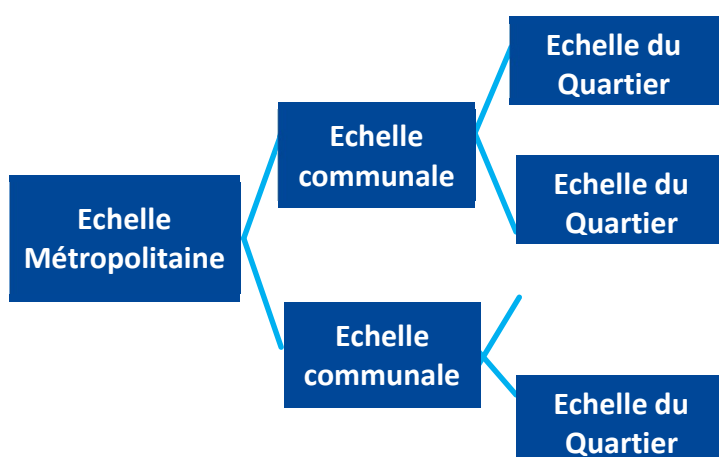 Echelle
Métropolitaine
Echelle
communale
Echelle du
Quartier
Echelle du
Quartier
Echelle
communale
Echelle du
Quartier